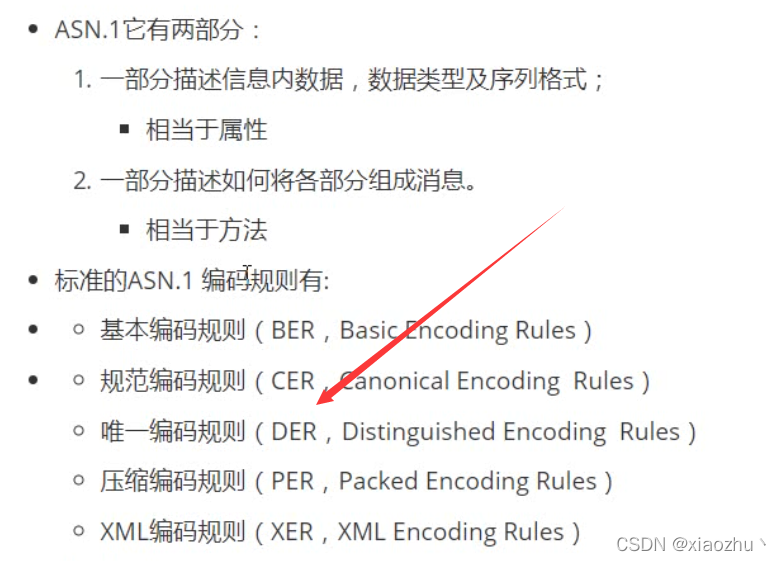 ASN.1它有两部分：
1. 一部分描述信息内数据，数据类型及序列格式；
相当于属性
2. 一部分描述如何将各部分组成消息。
相当于方法
标准的ASN.1 编码规则有:
基本编码规则（BER，Basic Encoding Rules）
规范编码规则（CER，Canonical Encoding Rules）
唯一编码规则（DER，Distinguished Encoding Rules）
压缩编码规则（PER，Packed Encoding Rules）
XML编码规则（XER，XML Encoding Rules）
CSDN @xiaozhu丶